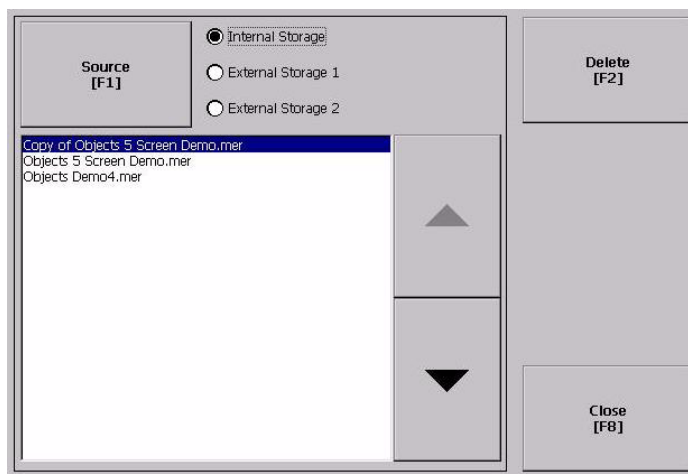 Source
[F1]
Internal Storage
External Storage 1
External Storage 2
Delete
[F2]
Copy of Objects 5 Screen Demo.mer
Objects 5 Screen Demo.mer
Objects Demo4.mer
Close
[F8]